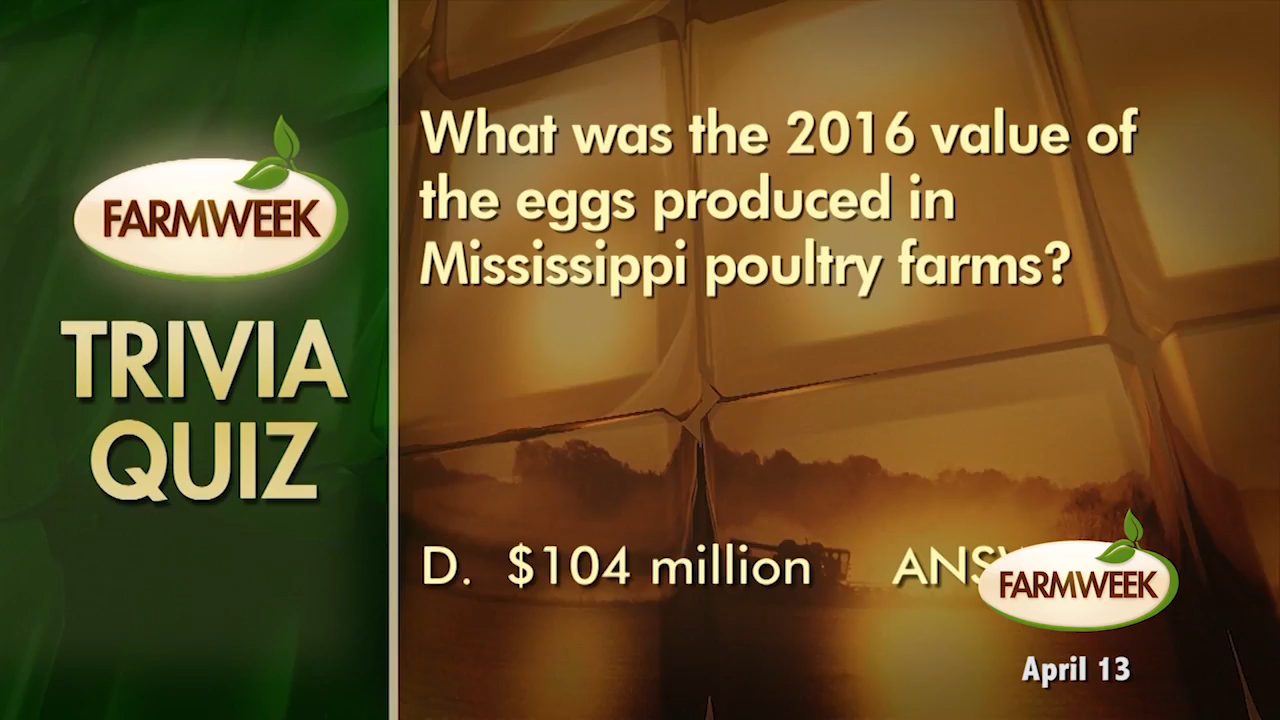 FARMWEEK
TRIVIA
QUIZ
What was the 2016 value of
the eggs produced in
Mississippi poultry farms?
D. $104 million
FARMWEEK
April 13